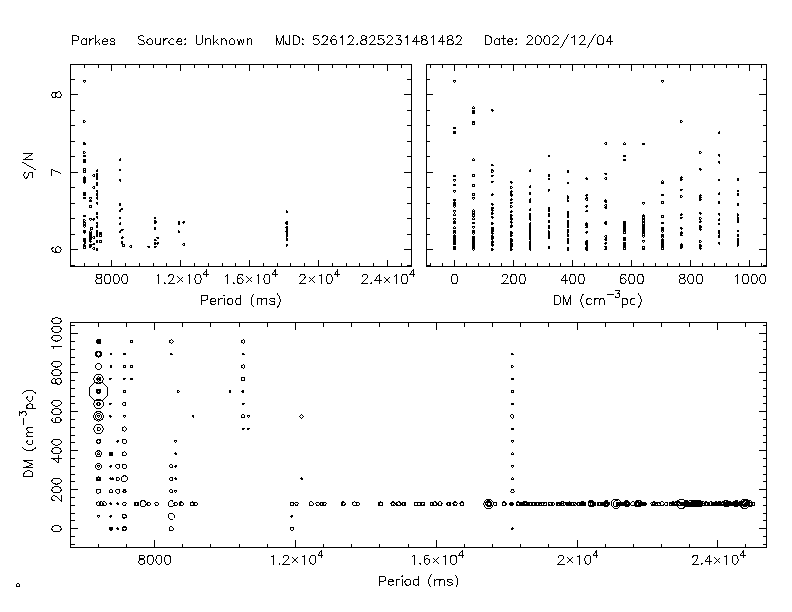 Parkes Source: Unknown MJD: 52612.825231481482 Date: 2002/12/04
8
7
6
S/N
8000 1.2×10⁴ 1.6×10⁴ 2×10⁴ 2.4×10⁴
Period (ms)
0 200 400 600 800 1000
DM (cm⁻³pc)
1000
800
600
400
200
0
DM (cm⁻³pc)
8000 1.2×10⁴ 1.6×10⁴ 2×10⁴ 2.4×10⁴
Period (ms)